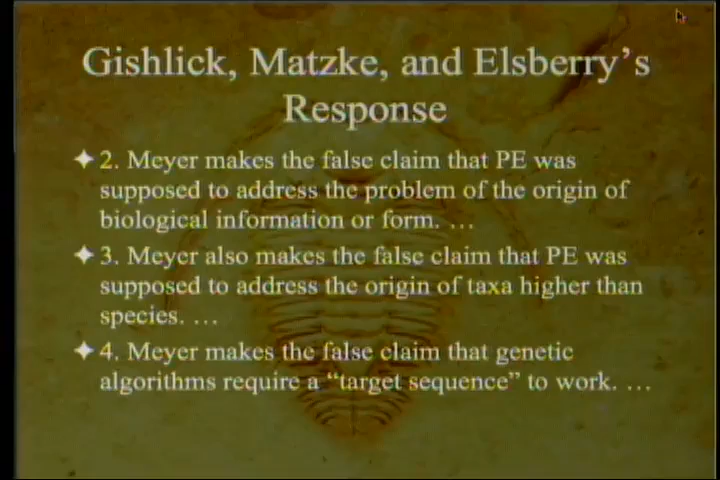 Gishlick, Matzke, and Elsberry’s
Response
2. Meyer makes the false claim that PE was
supposed to address the problem of the origin of
biological information or form. …
3. Meyer also makes the false claim that PE was
supposed to address the origin of taxa higher than
species. …
4. Meyer makes the false claim that genetic
algorithms require a “target sequence” to work. …